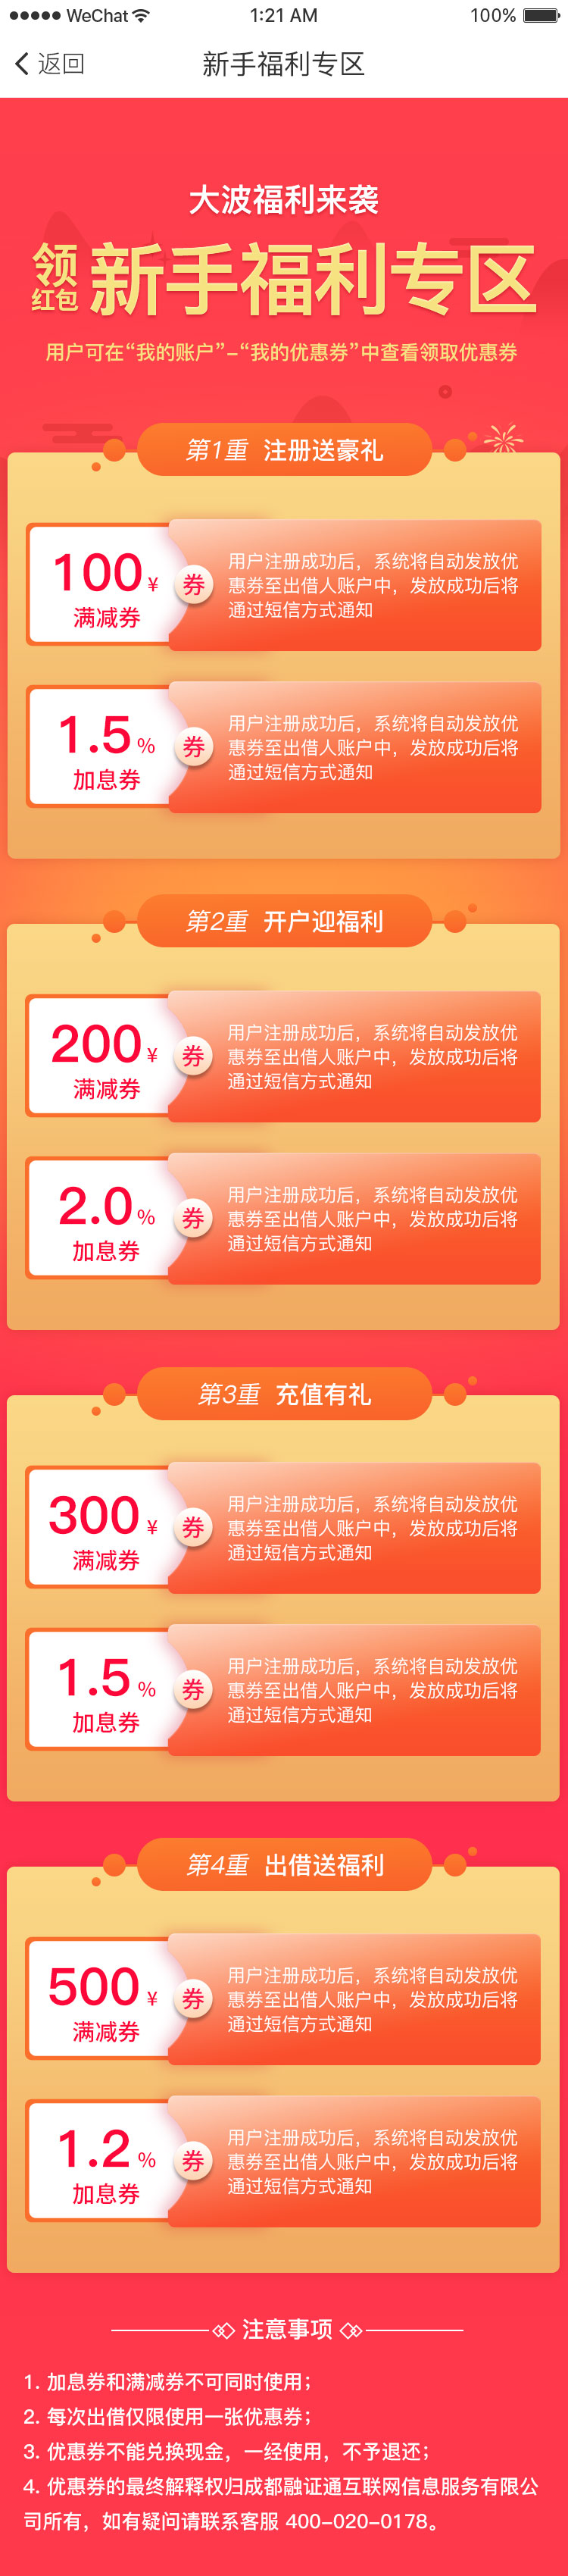 WeChat 1:21 AM 100%
返回 新手福利专区
大波福利来袭
领红包 新手福利专区
用户可在“我的账户”–“我的优惠券”中查看领取优惠券
第1重 注册送豪礼
100¥
满减券
券
用户注册成功后，系统将自动发放优
惠券至出借人账户中，发放成功后将
通过短信方式通知
1.5%
加息券
券
用户注册成功后，系统将自动发放优
惠券至出借人账户中，发放成功后将
通过短信方式通知
第2重 开户迎福利
200¥
满减券
券
用户注册成功后，系统将自动发放优
惠券至出借人账户中，发放成功后将
通过短信方式通知
2.0%
加息券
券
用户注册成功后，系统将自动发放优
惠券至出借人账户中，发放成功后将
通过短信方式通知
第3重 充值有礼
300¥
满减券
券
用户注册成功后，系统将自动发放优
惠券至出借人账户中，发放成功后将
通过短信方式通知
1.5%
加息券
券
用户注册成功后，系统将自动发放优
惠券至出借人账户中，发放成功后将
通过短信方式通知
第4重 出借送福利
500¥
满减券
券
用户注册成功后，系统将自动发放优
惠券至出借人账户中，发放成功后将
通过短信方式通知
1.2%
加息券
券
用户注册成功后，系统将自动发放优
惠券至出借人账户中，发放成功后将
通过短信方式通知
注意事项
1. 加息券和满减券不可同时使用；
2. 每次出借仅限使用一张优惠券；
3. 优惠券不能兑换现金，一经使用，不予退还；
4. 优惠券的最终解释权归成都融证通互联网信息服务有限公
司所有，如有疑问请联系客服 400–020–0178。